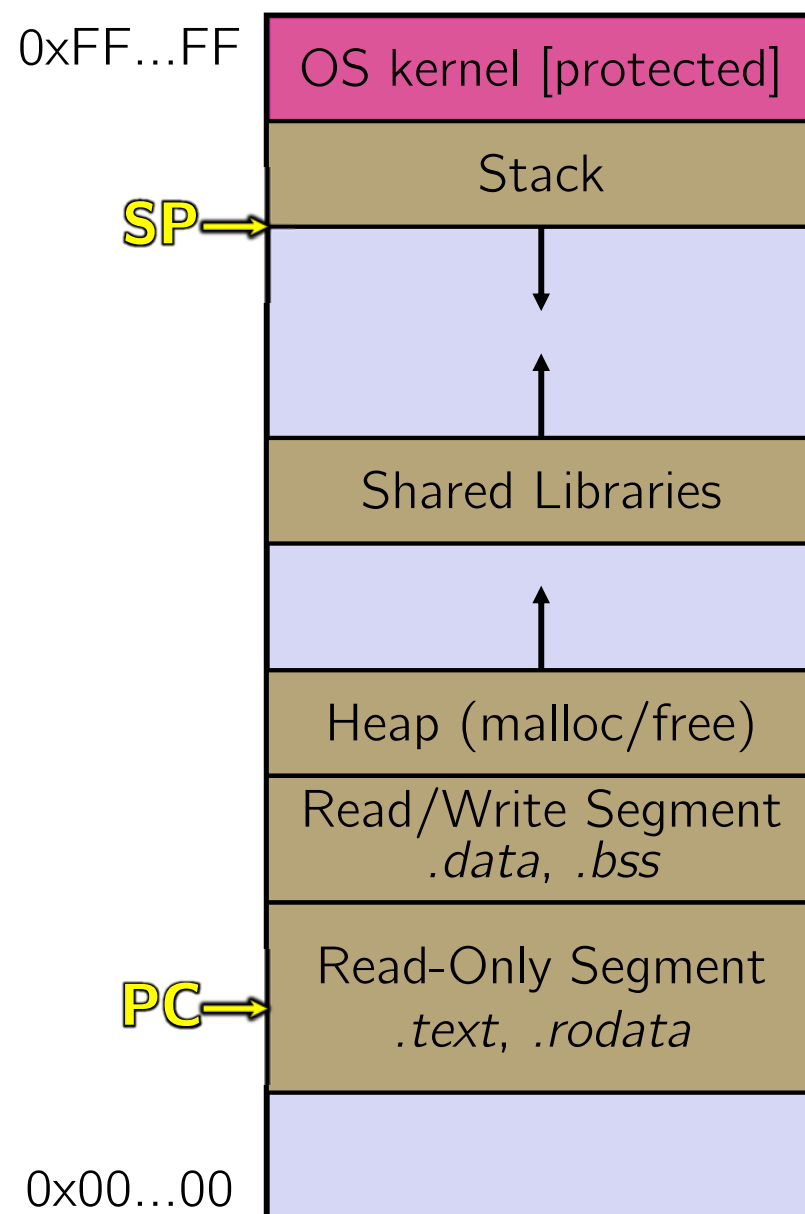 0xFF...FF
OS kernel [protected]
Stack
SP
Shared Libraries
Heap (malloc/free)
Read/Write Segment
.data, .bss
Read-Only Segment
PC
.text, .rodata
0x00...00